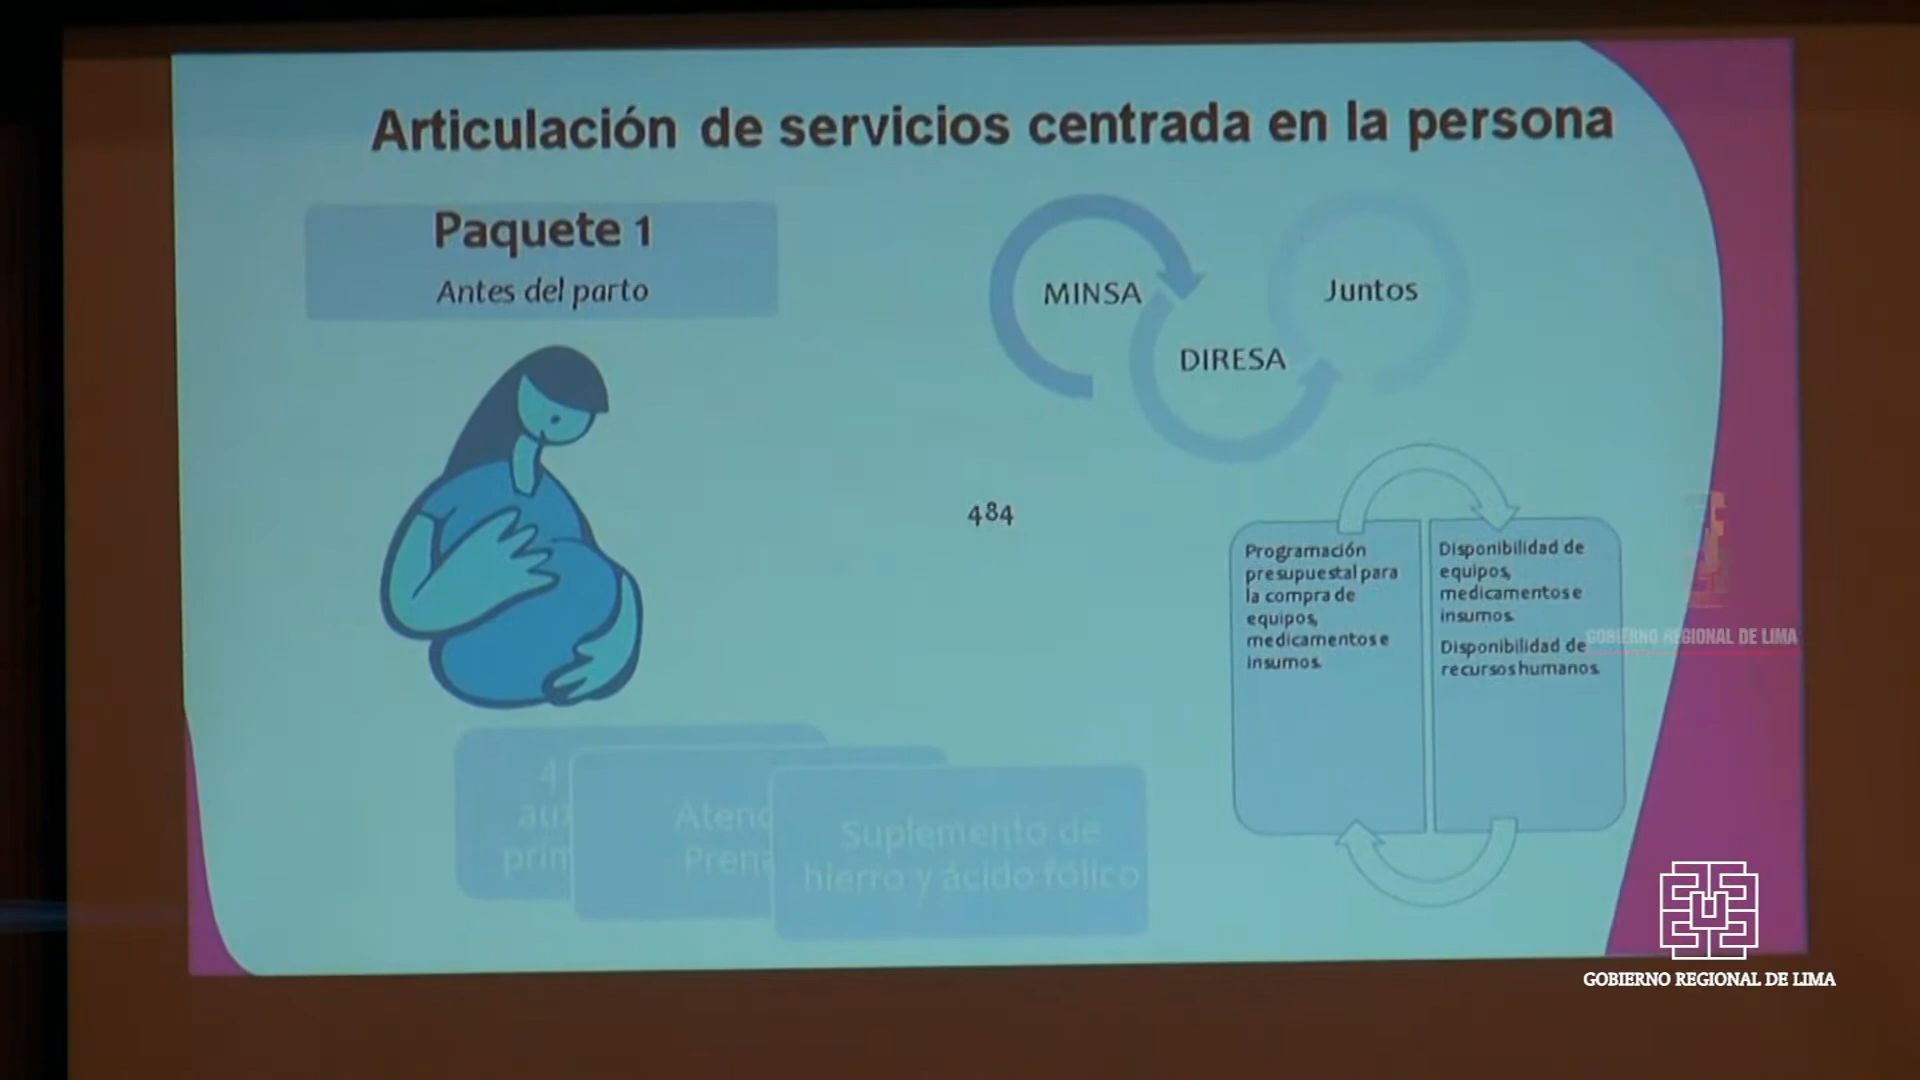 Articulación de servicios centrada en la persona
Paquete 1
Antes del parto
MINSA
Juntos
DIRESA
484
Programación
presupuestal para
la compra de
equipos,
medicamentos e
insumos.
Disponibilidad de
equipos,
medicamentos e
insumos.
Disponibilidad de
recursos humanos.
GOBIERNO REGIONAL DE LIMA
4
Suplemento de
hierro y ácido fólico
GOBIERNO REGIONAL DE LIMA